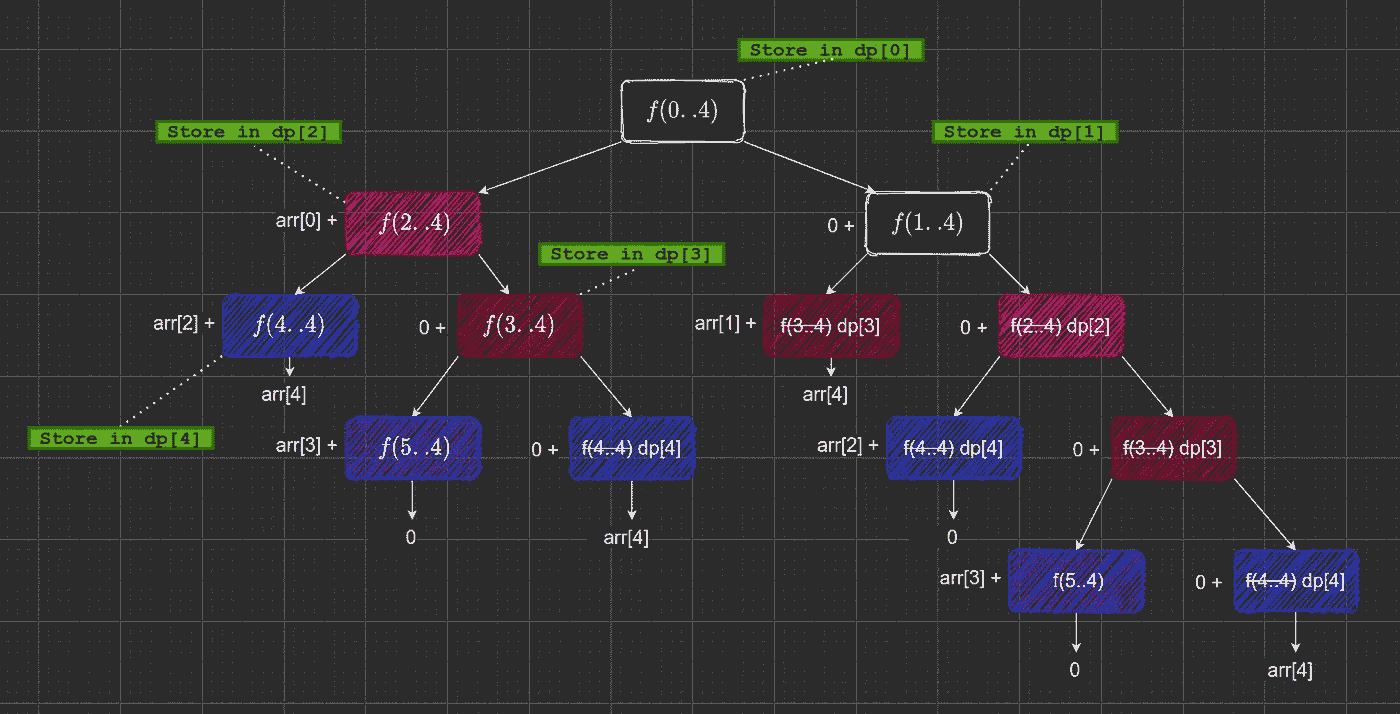 Store in dp[0]
f(0. .4)
Store in dp[2]
Store in dp[1]
arr[0] +
f(2. .4)
0 +
f(1. .4)
Store in dp[3]
arr[2] +
f(4. .4)
0 +
f(3. .4)
arr[1] +
f(3..4) dp[3]
0 +
f(2..4) dp[2]
arr[4]
arr[4]
Store in dp[4]
arr[3] +
f(5. .4)
0 +
f(4..4) dp[4]
arr[2] +
f(4..4) dp[4]
0 +
f(3..4) dp[3]
0
arr[4]
0
arr[3] +
f(5..4)
0 +
f(4..4) dp[4]
0
arr[4]